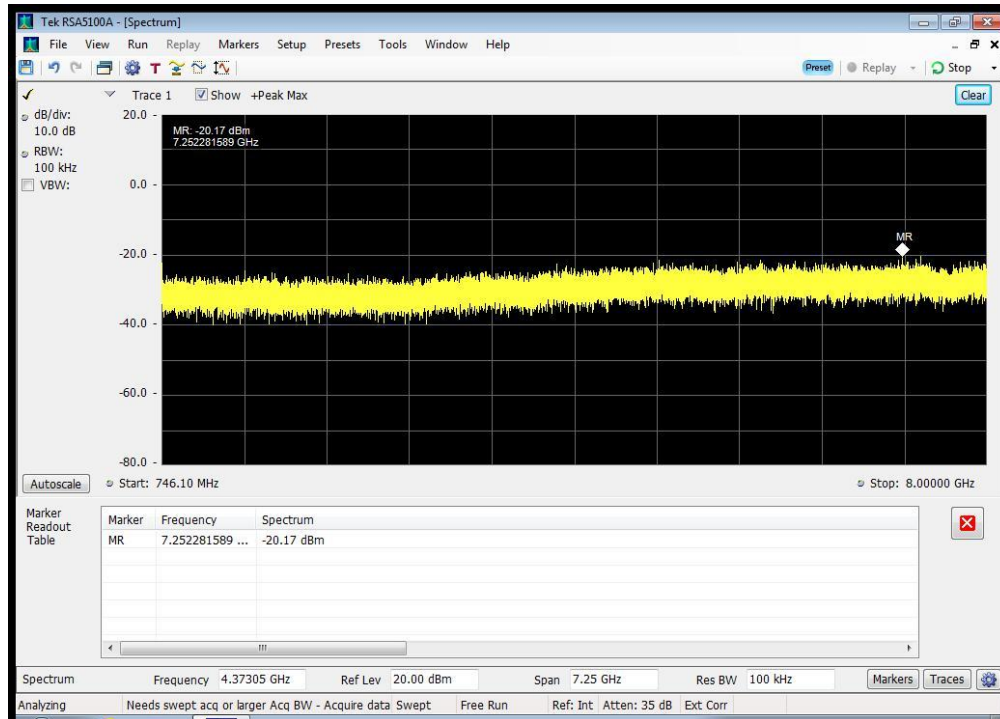 Tek RSA5100A - [Spectrum]
File View Run Replay Markers Setup Presets Tools Window Help
T Preset Replay Stop
Trace 1 Show +Peak Max Clear
dB/div:
10.0 dB
RBW:
100 kHz
VBW:
20.0 -
0.0 -
-20.0 -
-40.0 -
-60.0 -
-80.0 -
MR: -20.17 dBm
7.252281589 GHz
MR
Autoscale Start: 746.10 MHz Stop: 8.00000 GHz
Marker
Readout
Table
Marker Frequency Spectrum
MR 7.252281589 ... -20.17 dBm
Spectrum Frequency 4.37305 GHz Ref Lev 20.00 dBm Span 7.25 GHz Res BW 100 kHz Markers Traces
Analyzing Needs swept acq or larger Acq BW - Acquire data Swept Free Run Ref: Int Atten: 35 dB Ext Corr